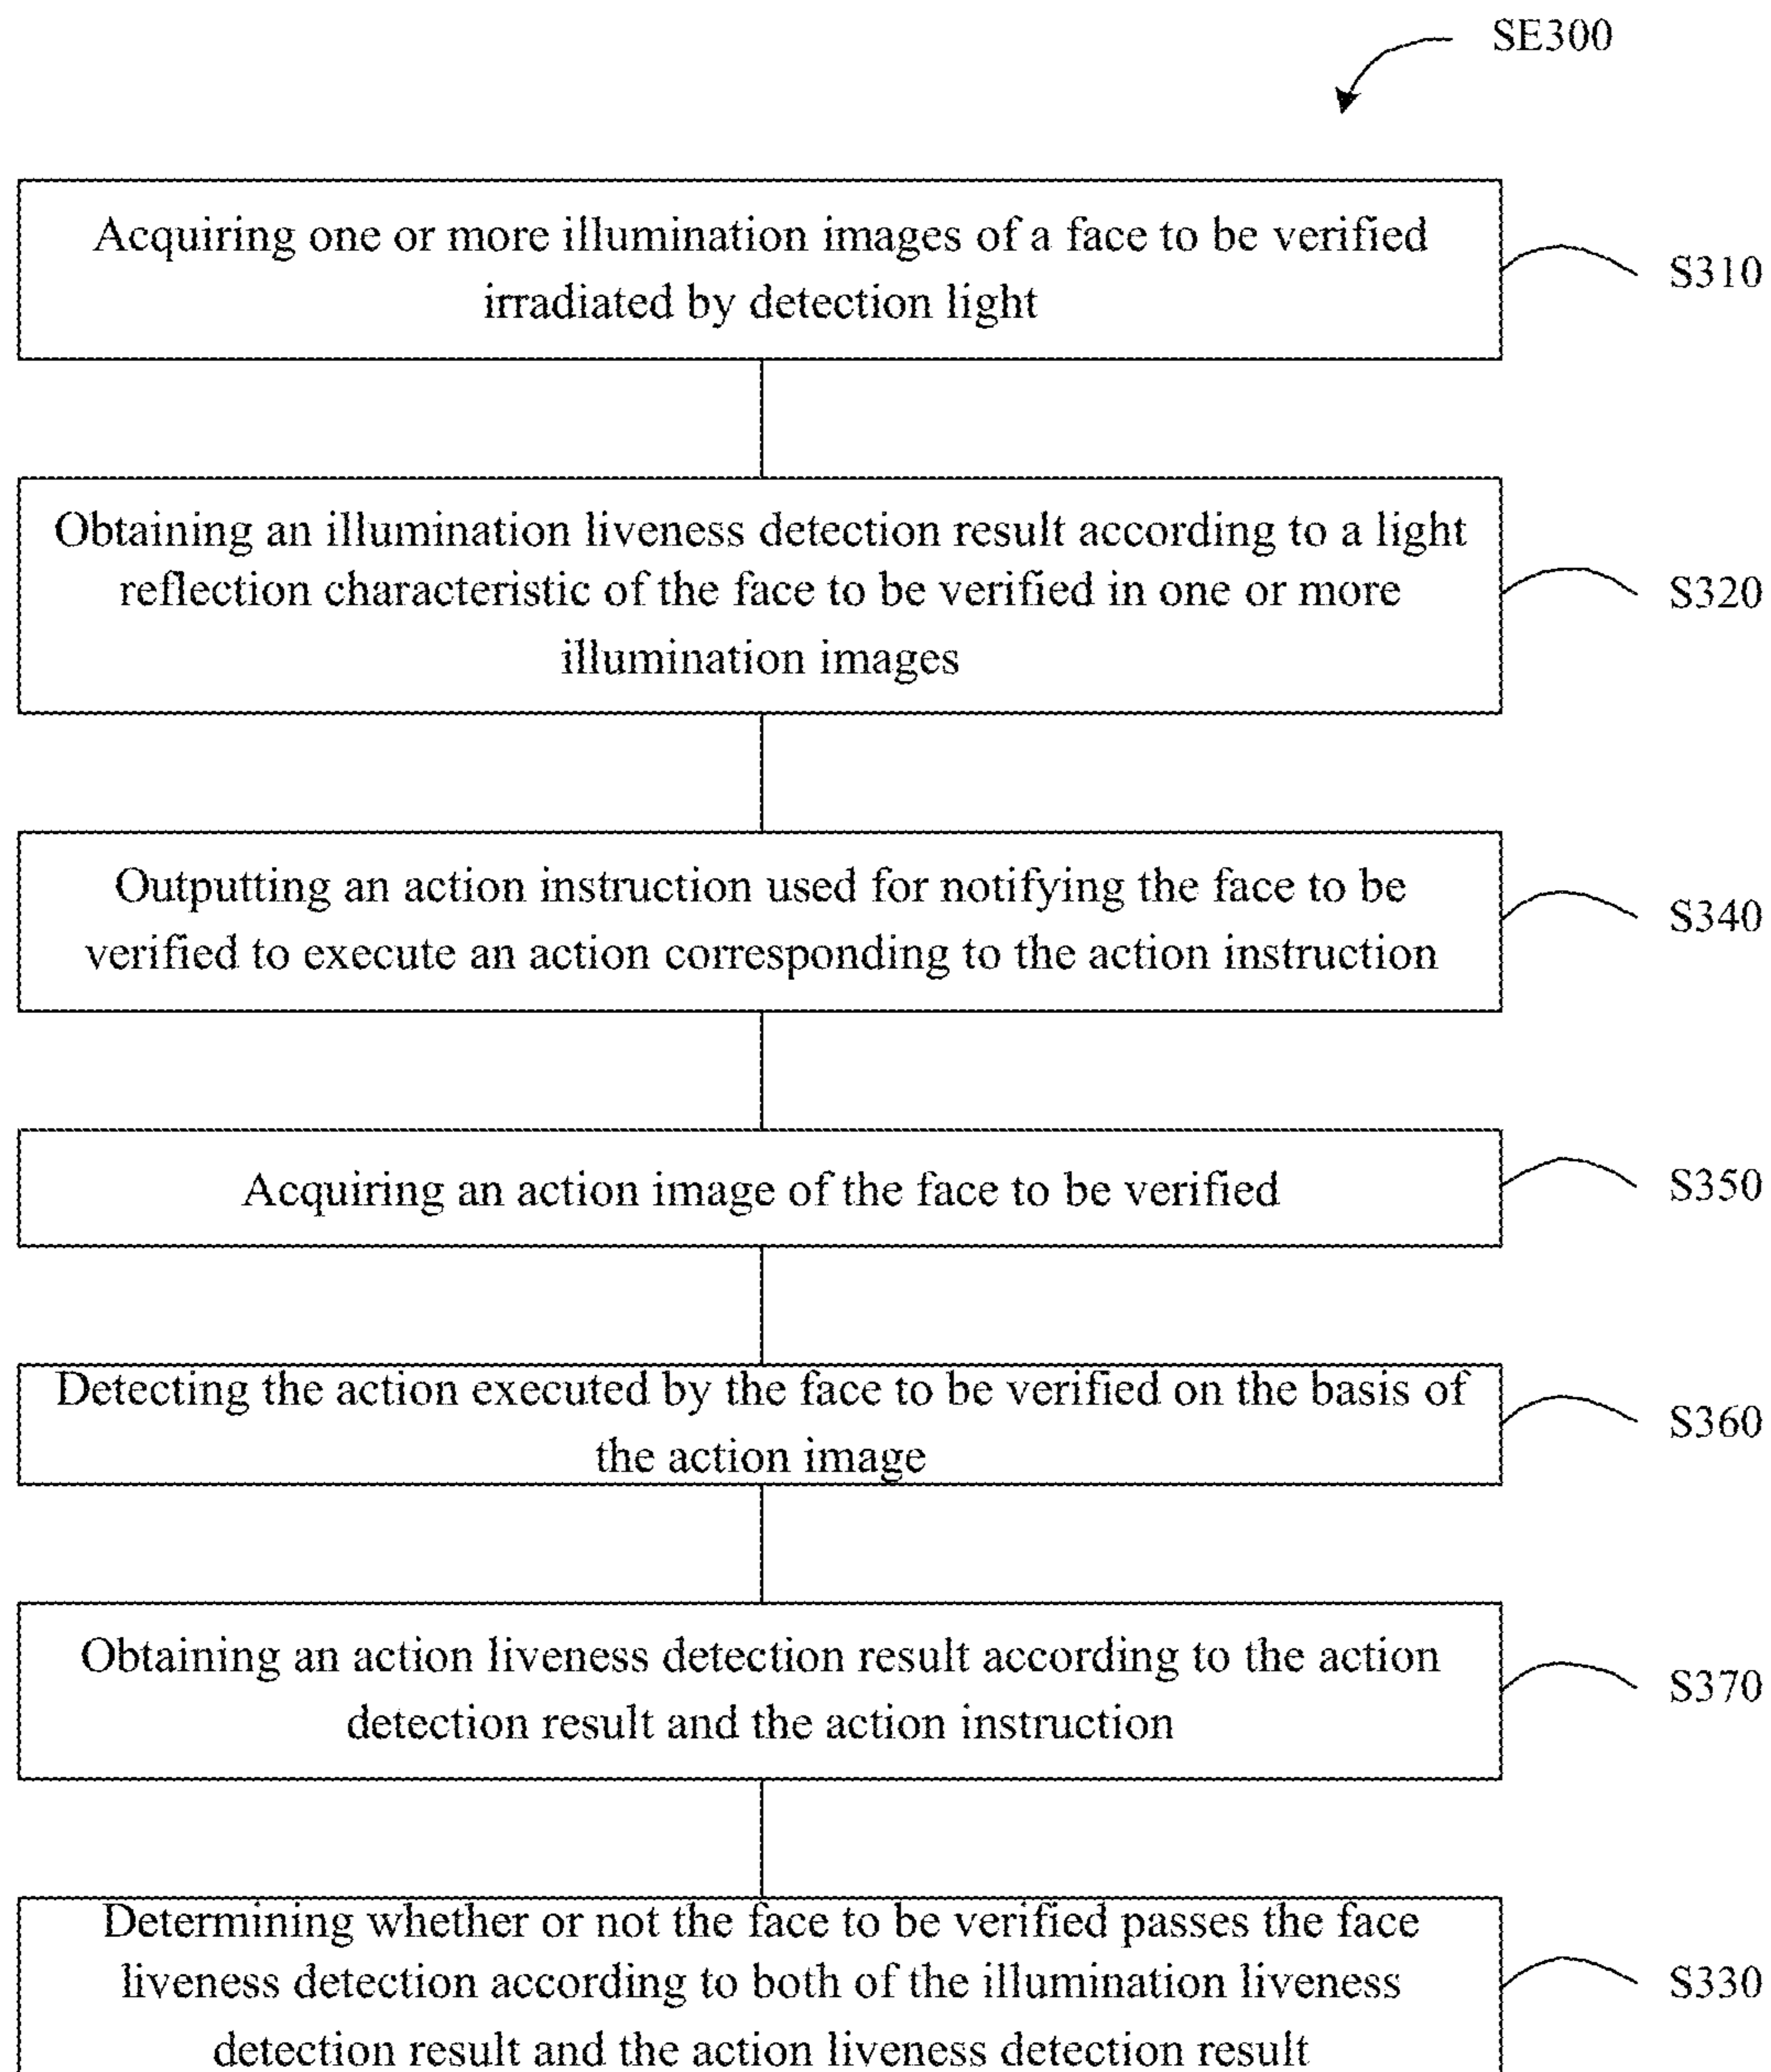 SE300
Acquiring one or more illumination images of a face to be verified
irradiated by detection light
S310
Obtaining an illumination liveness detection result according to a light
reflection characteristic of the face to be verified in one or more
illumination images
S320
Outputting an action instruction used for notifying the face to be
verified to execute an action corresponding to the action instruction
S340
Acquiring an action image of the face to be verified
S350
Detecting the action executed by the face to be verified on the basis of
the action image
S360
Obtaining an action liveness detection result according to the action
detection result and the action instruction
S370
Determining whether or not the face to be verified passes the face
liveness detection according to both of the illumination liveness
detection result and the action liveness detection result
S330